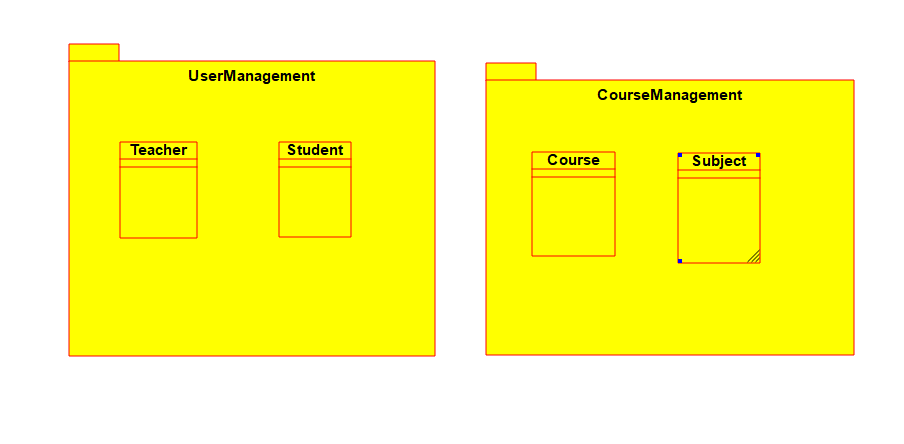 UserManagement
Teacher
Student
CourseManagement
Course
Subject